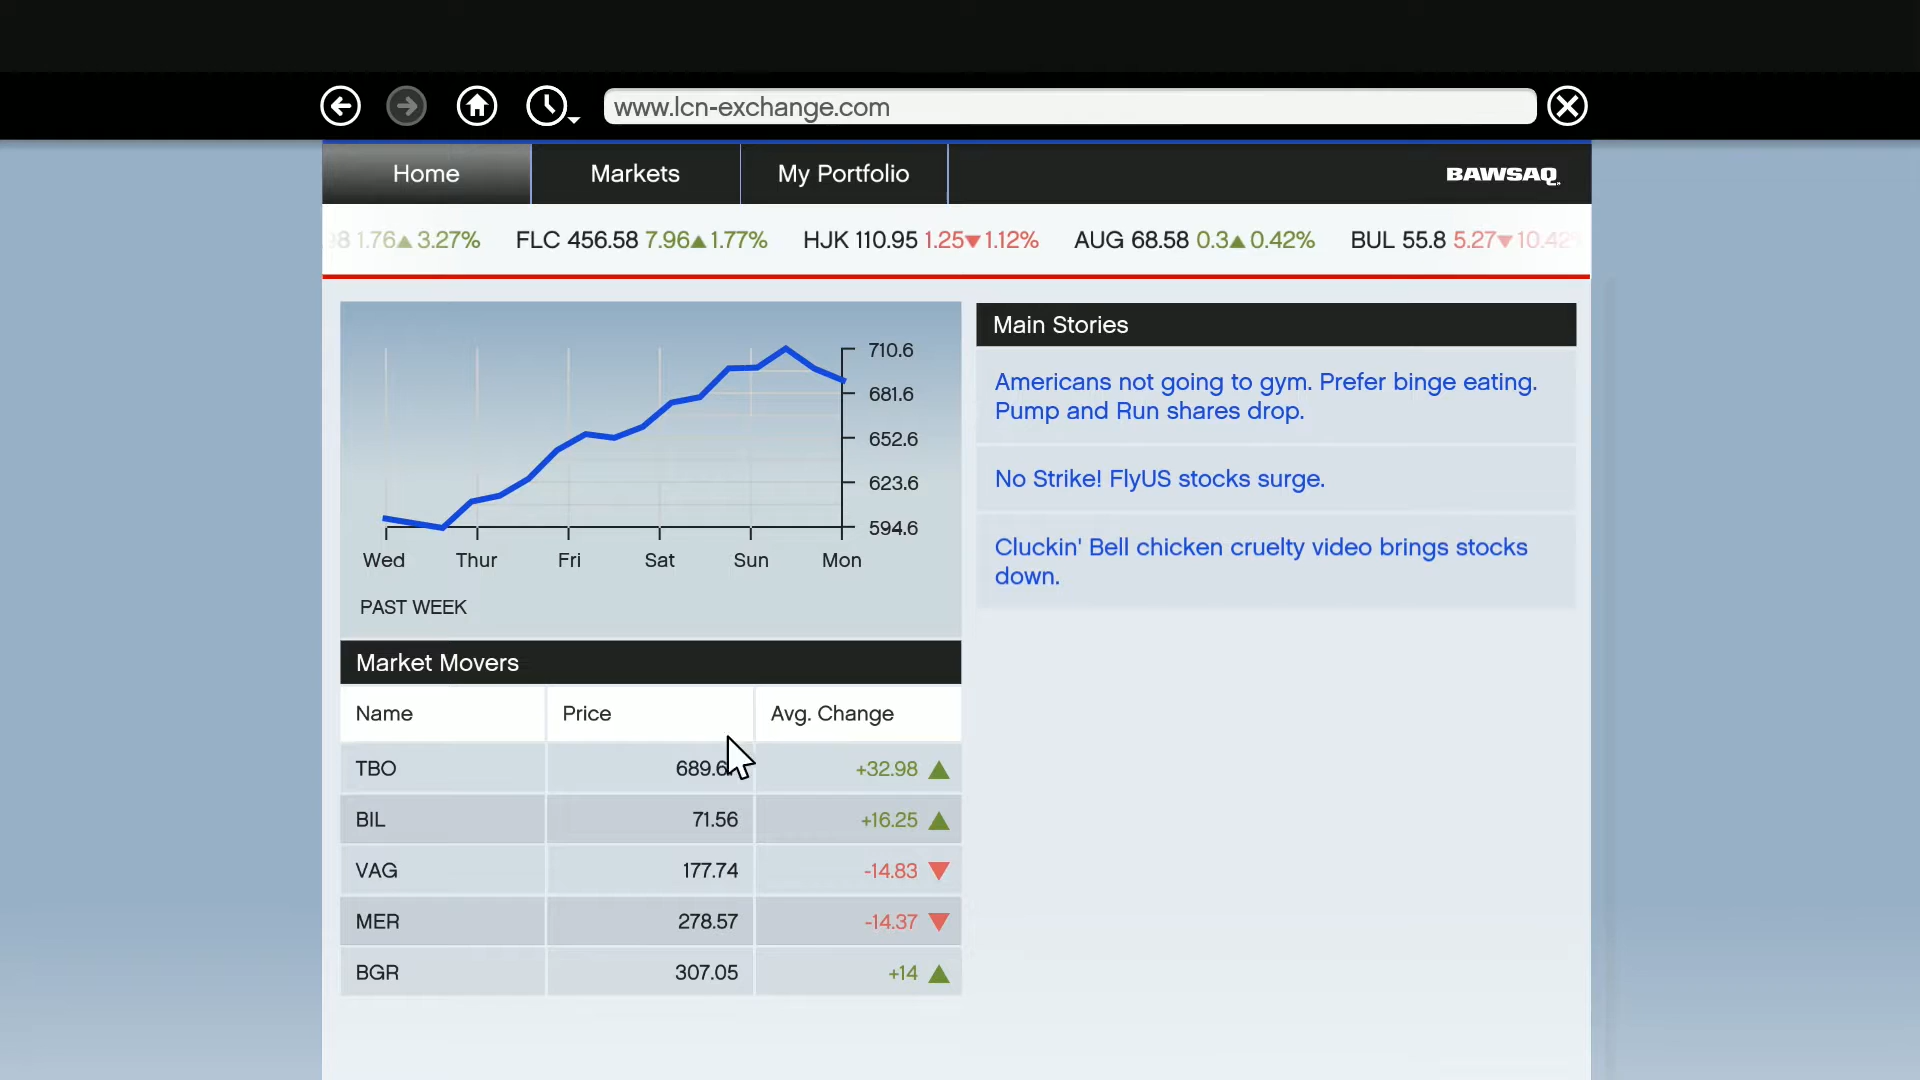 www.lcn-exchange.com
Home Markets My Portfolio BAWSAQ
1.76▲3.27% FLC 456.58 7.96▲1.77% HJK 110.95 1.25▼1.12% AUG 68.58 0.3▲0.42% BUL 55.8 5.27▼10.42%
710.6
681.6
652.6
623.6
594.6
Wed Thur Fri Sat Sun Mon
PAST WEEK
Market Movers
Name Price Avg. Change
TBO +32.98
BIL 71.56 +16.25
VAG 177.74 -14.83
MER 278.57 -14.37
BGR 307.05 +14
Main Stories
Americans not going to gym. Prefer binge eating.
Pump and Run shares drop.
No Strike! FlyUS stocks surge.
Cluckin' Bell chicken cruelty video brings stocks
down.